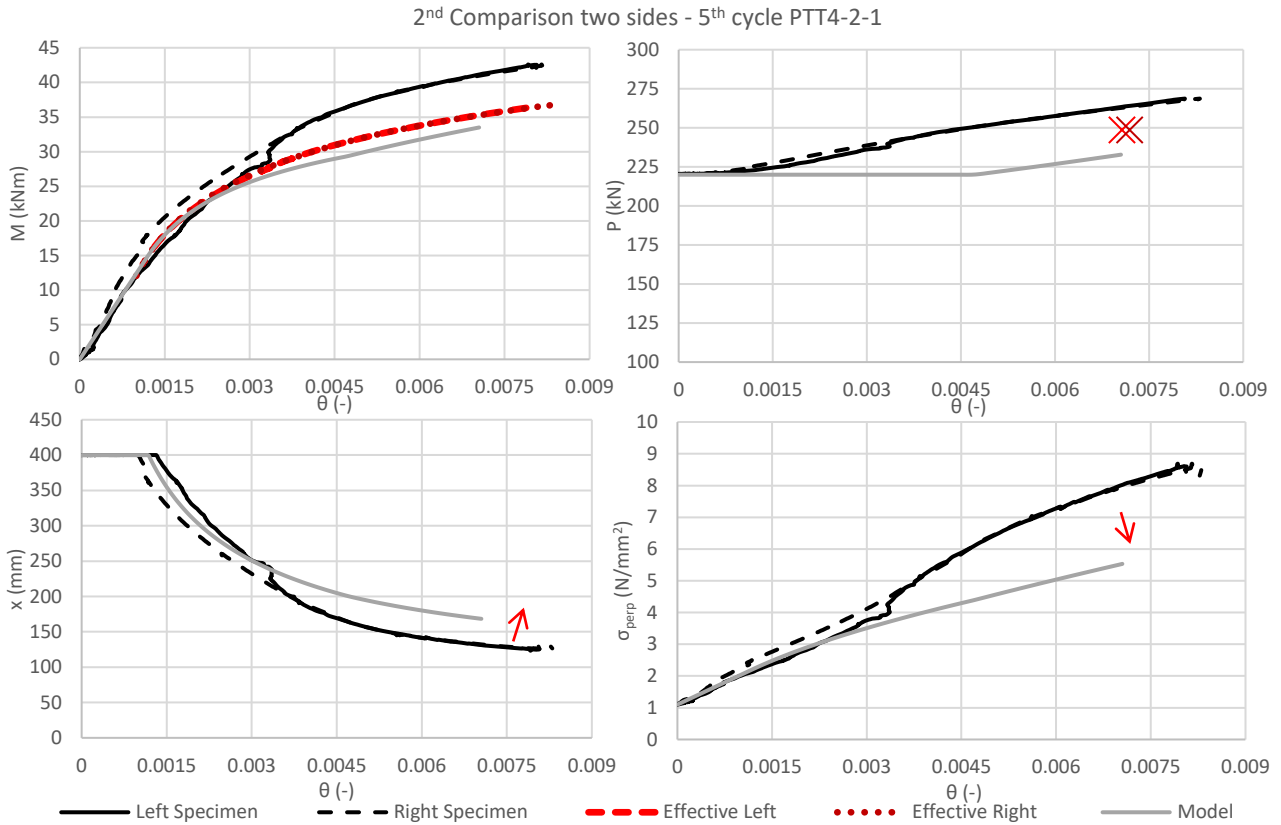 2nd Comparison two sides - 5th cycle PTT4-2-1
M (kNm)
45
40
35
30
25
20
15
10
5
0
0 0.0015 0.003 0.0045 0.006 0.0075 0.009
θ (-)
P (kN)
300
275
250
225
200
175
150
125
100
0 0.0015 0.003 0.0045 0.006 0.0075 0.009
θ (-)
x (mm)
450
400
350
300
250
200
150
100
50
0
0 0.0015 0.003 0.0045 0.006 0.0075 0.009
θ (-)
σperp (N/mm2)
10
9
8
7
6
5
4
3
2
1
0
0 0.0015 0.003 0.0045 0.006 0.0075 0.009
θ (-)
Left Specimen Right Specimen Effective Left Effective Right Model